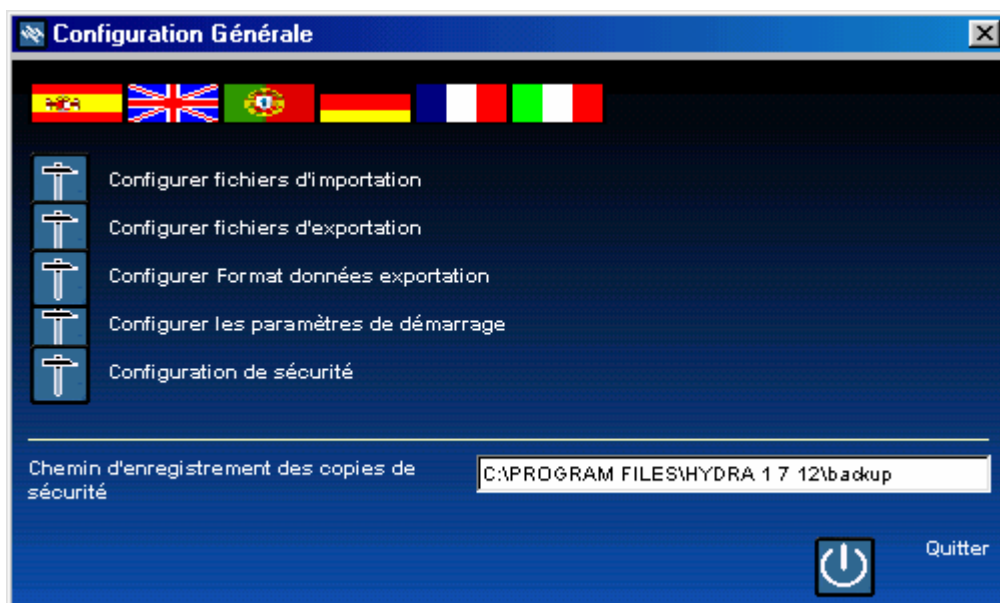 Configuration Générale
Configurer fichiers d'importation
Configurer fichiers d'exportation
Configurer Format données exportation
Configurer les paramètres de démarrage
Configuration de sécurité
Chemin d'enregistrement des copies de
sécurité
C:\PROGRAM FILES\HYDRA 1 7 12\backup
Quitter